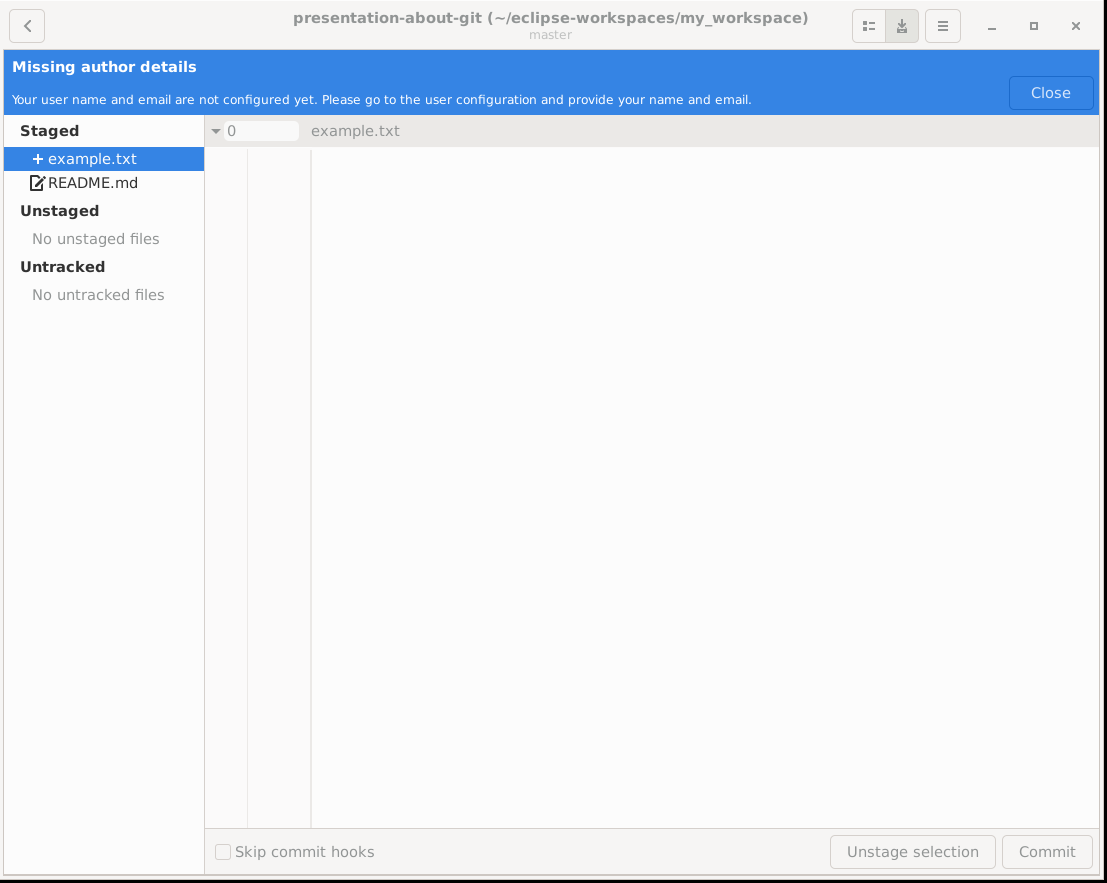 presentation-about-git (~/eclipse-workspaces/my_workspace)
master
Missing author details
Your user name and email are not configured yet. Please go to the user configuration and provide your name and email.
Close
Staged
example.txt
README.md
Unstaged
No unstaged files
Untracked
No untracked files
0 example.txt
Skip commit hooks
Unstage selection
Commit